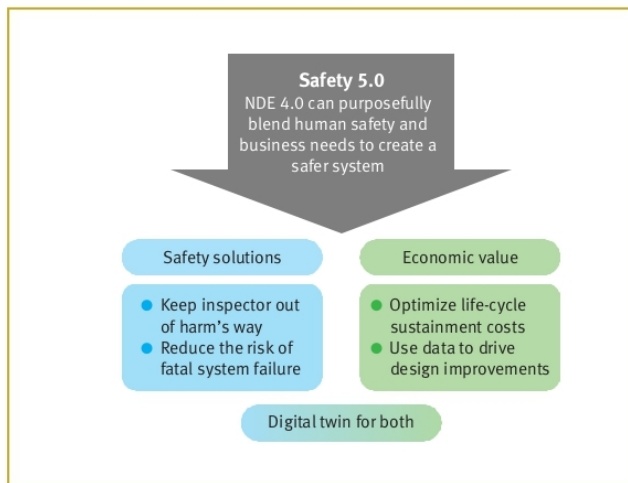 Safety 5.0
NDE 4.0 can purposefully
blend human safety and
business needs to create a
safer system
Safety solutions
Keep inspector out
of harm's way
Reduce the risk of
fatal system failure
Economic value
Optimize life-cycle
sustainment costs
Use data to drive
design improvements
Digital twin for both